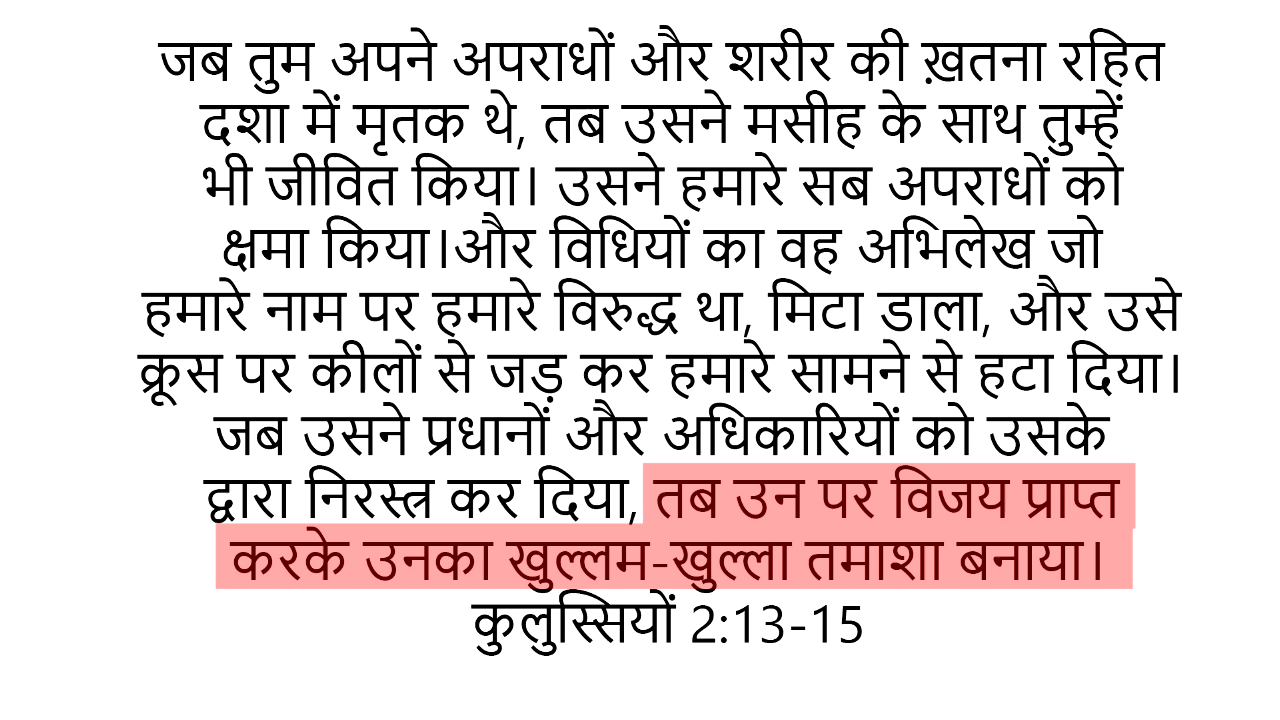 जब तुम अपने अपराधों और शरीर की ख़तना रहित
दशा में मृतक थे, तब उसने मसीह के साथ तुम्हें
भी जीवित किया। उसने हमारे सब अपराधों को
क्षमा किया।और विधियों का वह अभिलेख जो
हमारे नाम पर हमारे विरुद्ध था, मिटा डाला, और उसे
क्रूस पर कीलों से जड़ कर हमारे सामने से हटा दिया।
जब उसने प्रधानों और अधिकारियों को उसके
द्वारा निरस्त्र कर दिया, तब उन पर विजय प्राप्त
करके उनका खुल्लम-खुल्ला तमाशा बनाया।
कुलुस्सियों 2:13-15